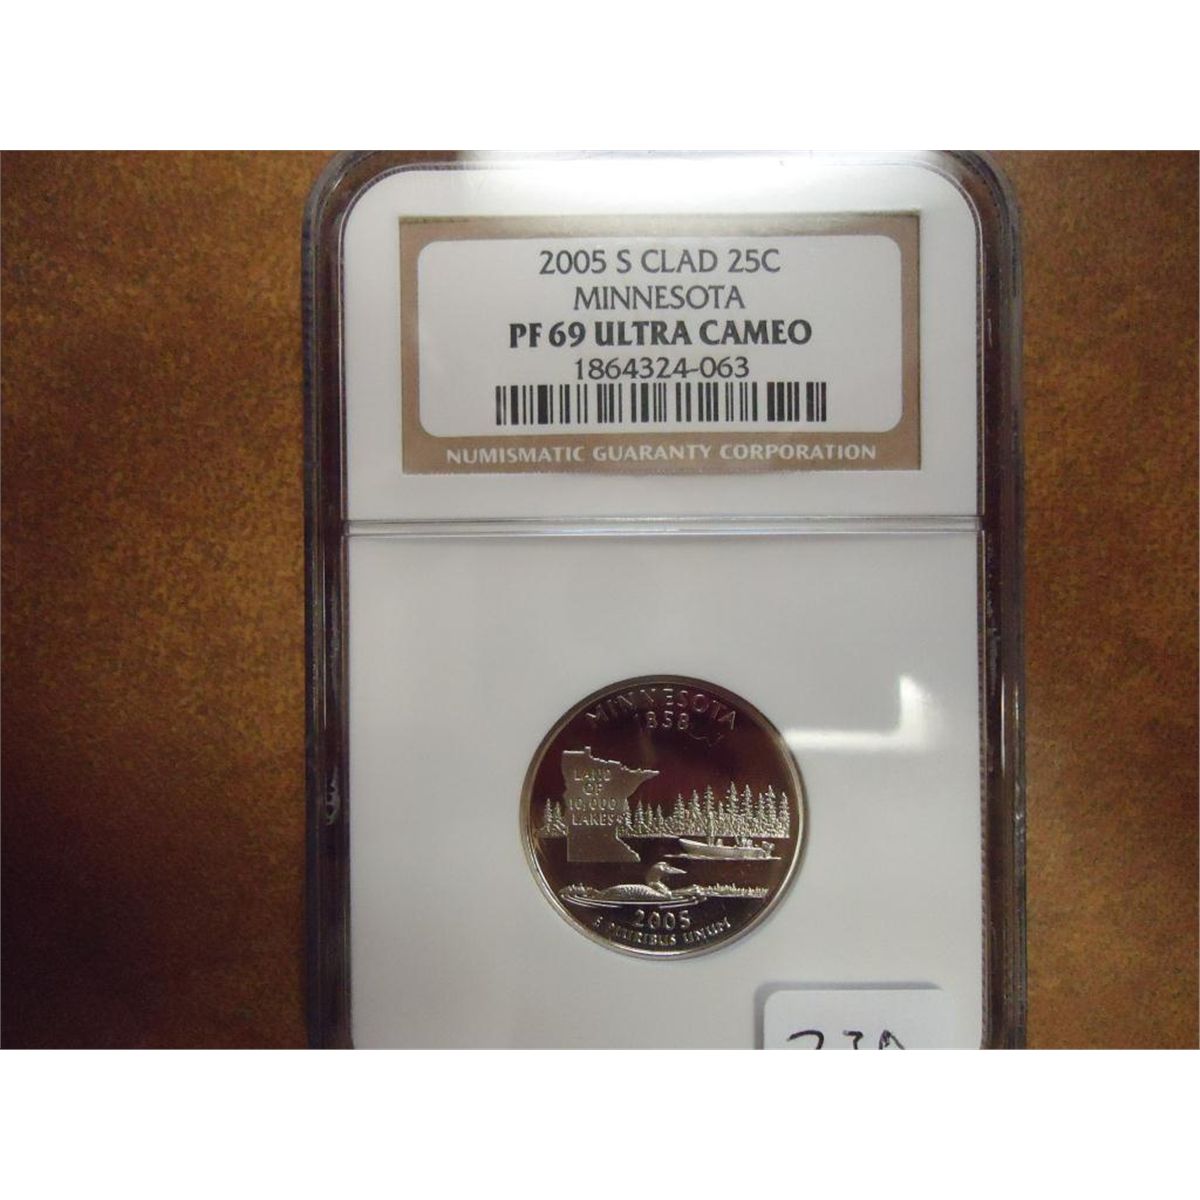 2005 S CLAD 25C
MINNESOTA
PF 69 ULTRA CAMEO
1864324-063
NUMISMATIC GUARANTY CORPORATION
MINNESOTA
1858
LAND
OF
10,000
LAKES
2005
E PLURIBUS UNUM